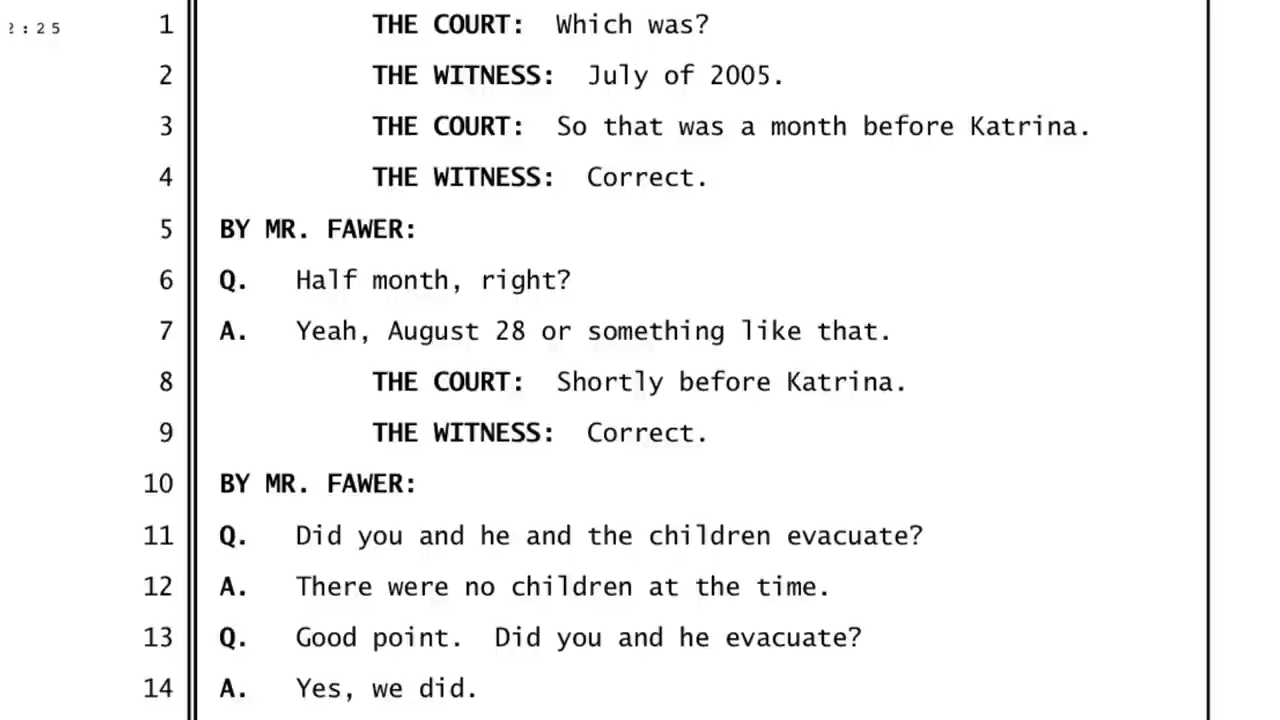 2:25
1 THE COURT: Which was?
2 THE WITNESS: July of 2005.
3 THE COURT: So that was a month before Katrina.
4 THE WITNESS: Correct.
5 BY MR. FAWER:
6 Q. Half month, right?
7 A. Yeah, August 28 or something like that.
8 THE COURT: Shortly before Katrina.
9 THE WITNESS: Correct.
10 BY MR. FAWER:
11 Q. Did you and he and the children evacuate?
12 A. There were no children at the time.
13 Q. Good point. Did you and he evacuate?
14 A. Yes, we did.